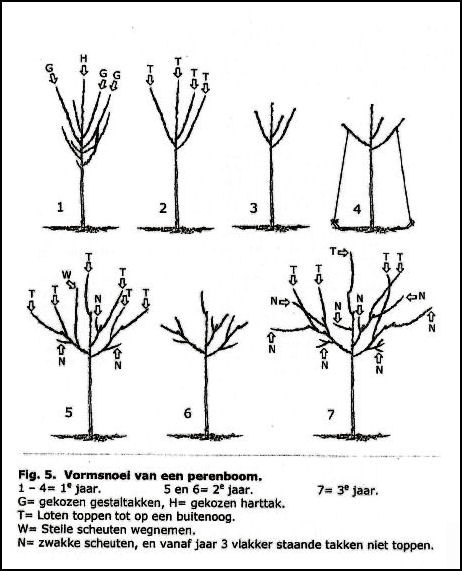 H
G G G
T T T T
1 2 3 4
T
T T
W T T
T T
N
N N
5 6
T
T T T T
N N N N
N N N
7
Fig. 5. Vormsnoei van een perenboom.
1 - 4= 1e jaar. 5 en 6= 2e jaar. 7= 3e jaar.
G= gekozen gestaltakken, H= gekozen harttak.
T= Loten toppen tot op een buitenoog.
W= Steile scheuten wegnemen.
N= zwakke scheuten, en vanaf jaar 3 vlakker staande takken niet toppen.